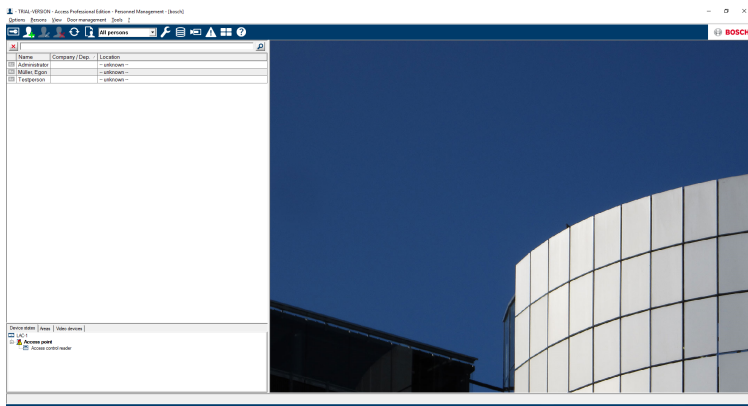 - TRIAL-VERSION - Access Professional Edition - Personnel Management - [bosch]
Options Persons View Door management Tools ?
All persons
BOSCH
Name Company / Dep. Location
Administrator -- unknown --
Müller, Egon -- unknown --
Testperson -- unknown --
Device states Areas Video devices
LAC-1
Access point
Access control reader